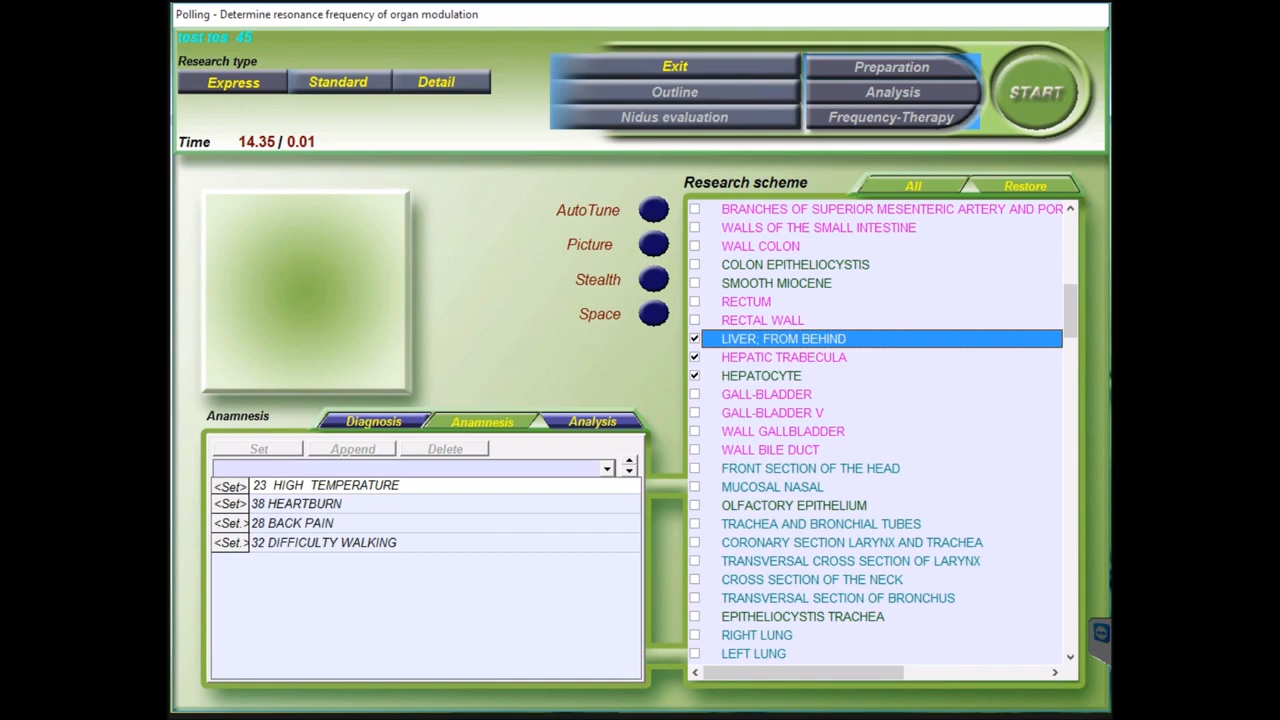 Polling - Determine resonance frequency of organ modulation
test tes 45
Research type
Express Standard Detail
Exit
Outline
Nidus evaluation
Preparation
Analysis
Frequency-Therapy
START
Time 14.35 / 0.01
AutoTune
Picture
Stealth
Space
Research scheme
All Restore
BRANCHES OF SUPERIOR MESENTERIC ARTERY AND POR
WALLS OF THE SMALL INTESTINE
WALL COLON
COLON EPITHELIOCYSTIS
SMOOTH MIOCENE
RECTUM
RECTAL WALL
LIVER; FROM BEHIND
HEPATIC TRABECULA
HEPATOCYTE
GALL-BLADDER
GALL-BLADDER V
WALL GALLBLADDER
WALL BILE DUCT
FRONT SECTION OF THE HEAD
MUCOSAL NASAL
OLFACTORY EPITHELIUM
TRACHEA AND BRONCHIAL TUBES
CORONARY SECTION LARYNX AND TRACHEA
TRANSVERSAL CROSS SECTION OF LARYNX
CROSS SECTION OF THE NECK
TRANSVERSAL SECTION OF BRONCHUS
EPITHELIOCYSTIS TRACHEA
RIGHT LUNG
LEFT LUNG
Anamnesis
Diagnosis Anamnesis Analysis
Set Append Delete
<Set> 23 HIGH TEMPERATURE
<Set> 38 HEARTBURN
<Set.> 28 BACK PAIN
<Set.> 32 DIFFICULTY WALKING